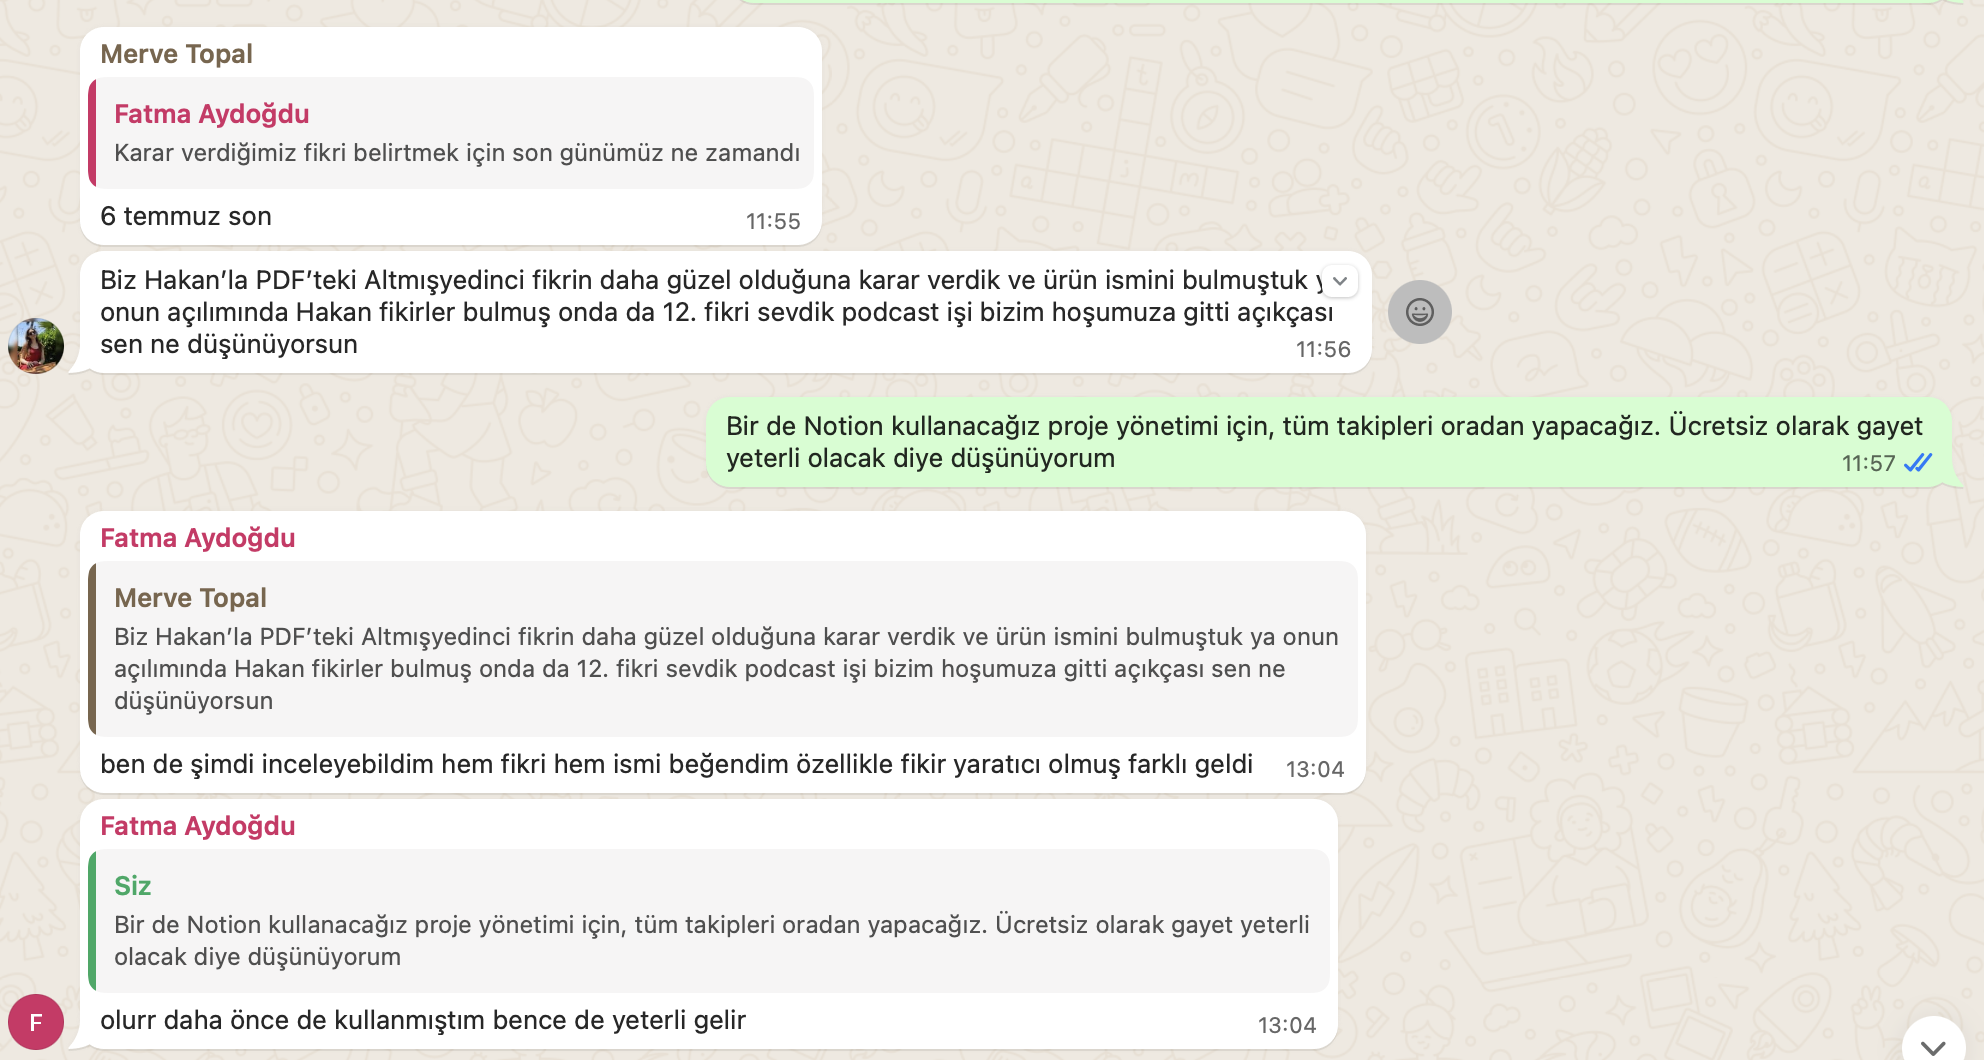 Merve Topal
Fatma Aydoğdu
Karar verdiğimiz fikri belirtmek için son günümüz ne zamandı
6 temmuz son
11:55
Biz Hakan’la PDF’teki Altmışyedinci fikrin daha güzel olduğuna karar verdik ve ürün ismini bulmuştuk
onun açılımında Hakan fikirler bulmuş onda da 12. fikri sevdik podcast işi bizim hoşumuza gitti açıkçası
sen ne düşünüyorsun
11:56
Bir de Notion kullanacağız proje yönetimi için, tüm takipleri oradan yapacağız. Ücretsiz olarak gayet
yeterli olacak diye düşünüyorum
11:57
Fatma Aydoğdu
Merve Topal
Biz Hakan’la PDF’teki Altmışyedinci fikrin daha güzel olduğuna karar verdik ve ürün ismini bulmuştuk ya onun
açılımında Hakan fikirler bulmuş onda da 12. fikri sevdik podcast işi bizim hoşumuza gitti açıkçası sen ne
düşünüyorsun
ben de şimdi inceleyebildim hem fikri hem ismi beğendim özellikle fikir yaratıcı olmuş farklı geldi
13:04
Fatma Aydoğdu
Siz
Bir de Notion kullanacağız proje yönetimi için, tüm takipleri oradan yapacağız. Ücretsiz olarak gayet yeterli
olacak diye düşünüyorum
olurr daha önce de kullanmıştım bence de yeterli gelir
13:04
F